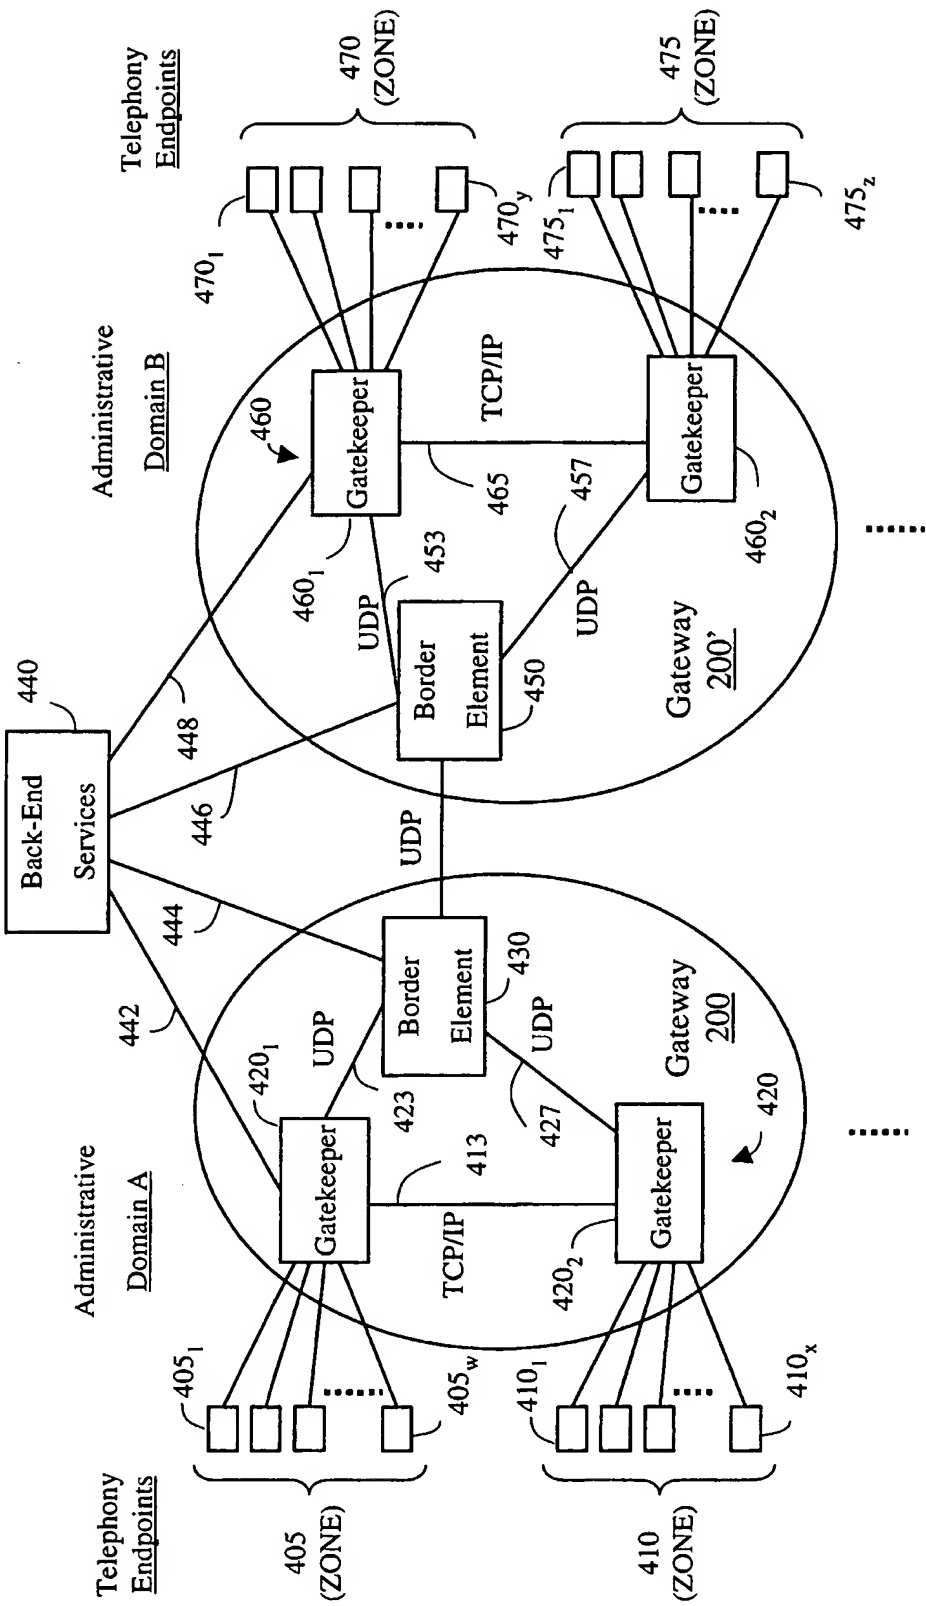 Back-End
Services
440
Telephony
Endpoints
Administrative
Domain A
Administrative
Domain B
Telephony
Endpoints
442
444
446
448
405₁
405
(ZONE)
405w
420₁
Gatekeeper
UDP
423
Border
Element
430
UDP
Border
Element
450
UDP
453
460₁
460
Gatekeeper
470₁
470
(ZONE)
470y
413
TCP/IP
427
UDP
465
TCP/IP
457
UDP
410₁
410
(ZONE)
410x
420₂
Gatekeeper
420
Gateway
200
Gateway
200'
460₂
Gatekeeper
475₁
475
(ZONE)
475z